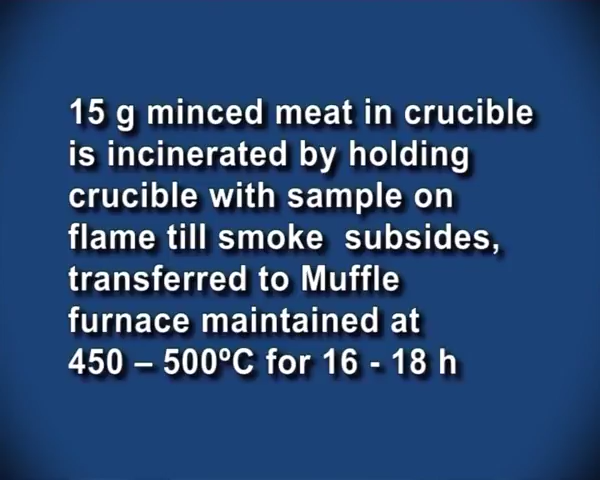 15 g minced meat in crucible
is incinerated by holding
crucible with sample on
flame till smoke  subsides,
transferred to Muffle
furnace maintained at
450 – 500ºC for 16 - 18 h